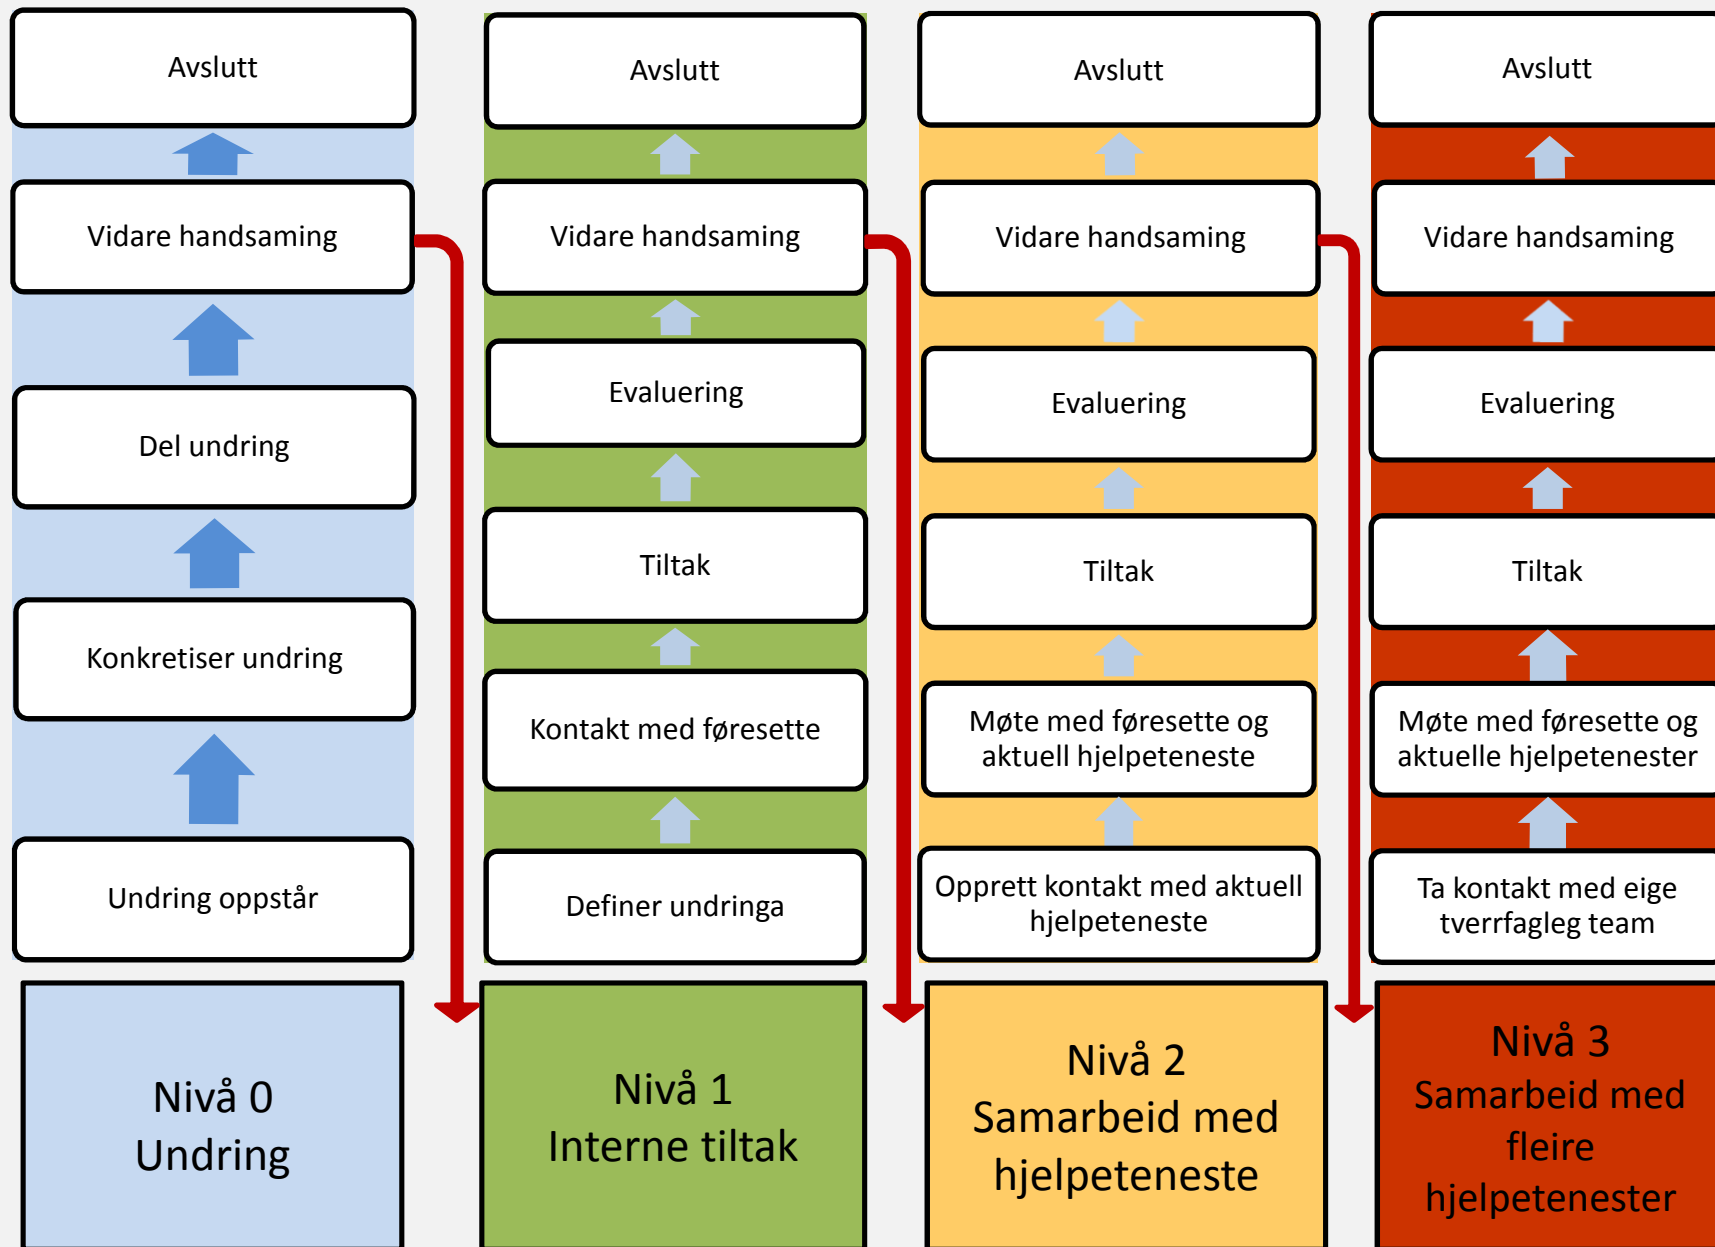 Avslutt
Vidare handsaming
Del undring
Konkretiser undring
Undring oppstår
Nivå 0
Undring
Avslutt
Vidare handsaming
Evaluering
Tiltak
Kontakt med føresette
Definer undringa
Nivå 1
Interne tiltak
Avslutt
Vidare handsaming
Evaluering
Tiltak
Møte med føresette og
aktuell hjelpeteneste
Opprett kontakt med aktuell
hjelpeteneste
Nivå 2
Samarbeid med
hjelpeteneste
Avslutt
Vidare handsaming
Evaluering
Tiltak
Møte med føresette og
aktuelle hjelpetenester
Ta kontakt med eige
tverrfagleg team
Nivå 3
Samarbeid med
fleire
hjelpetenester